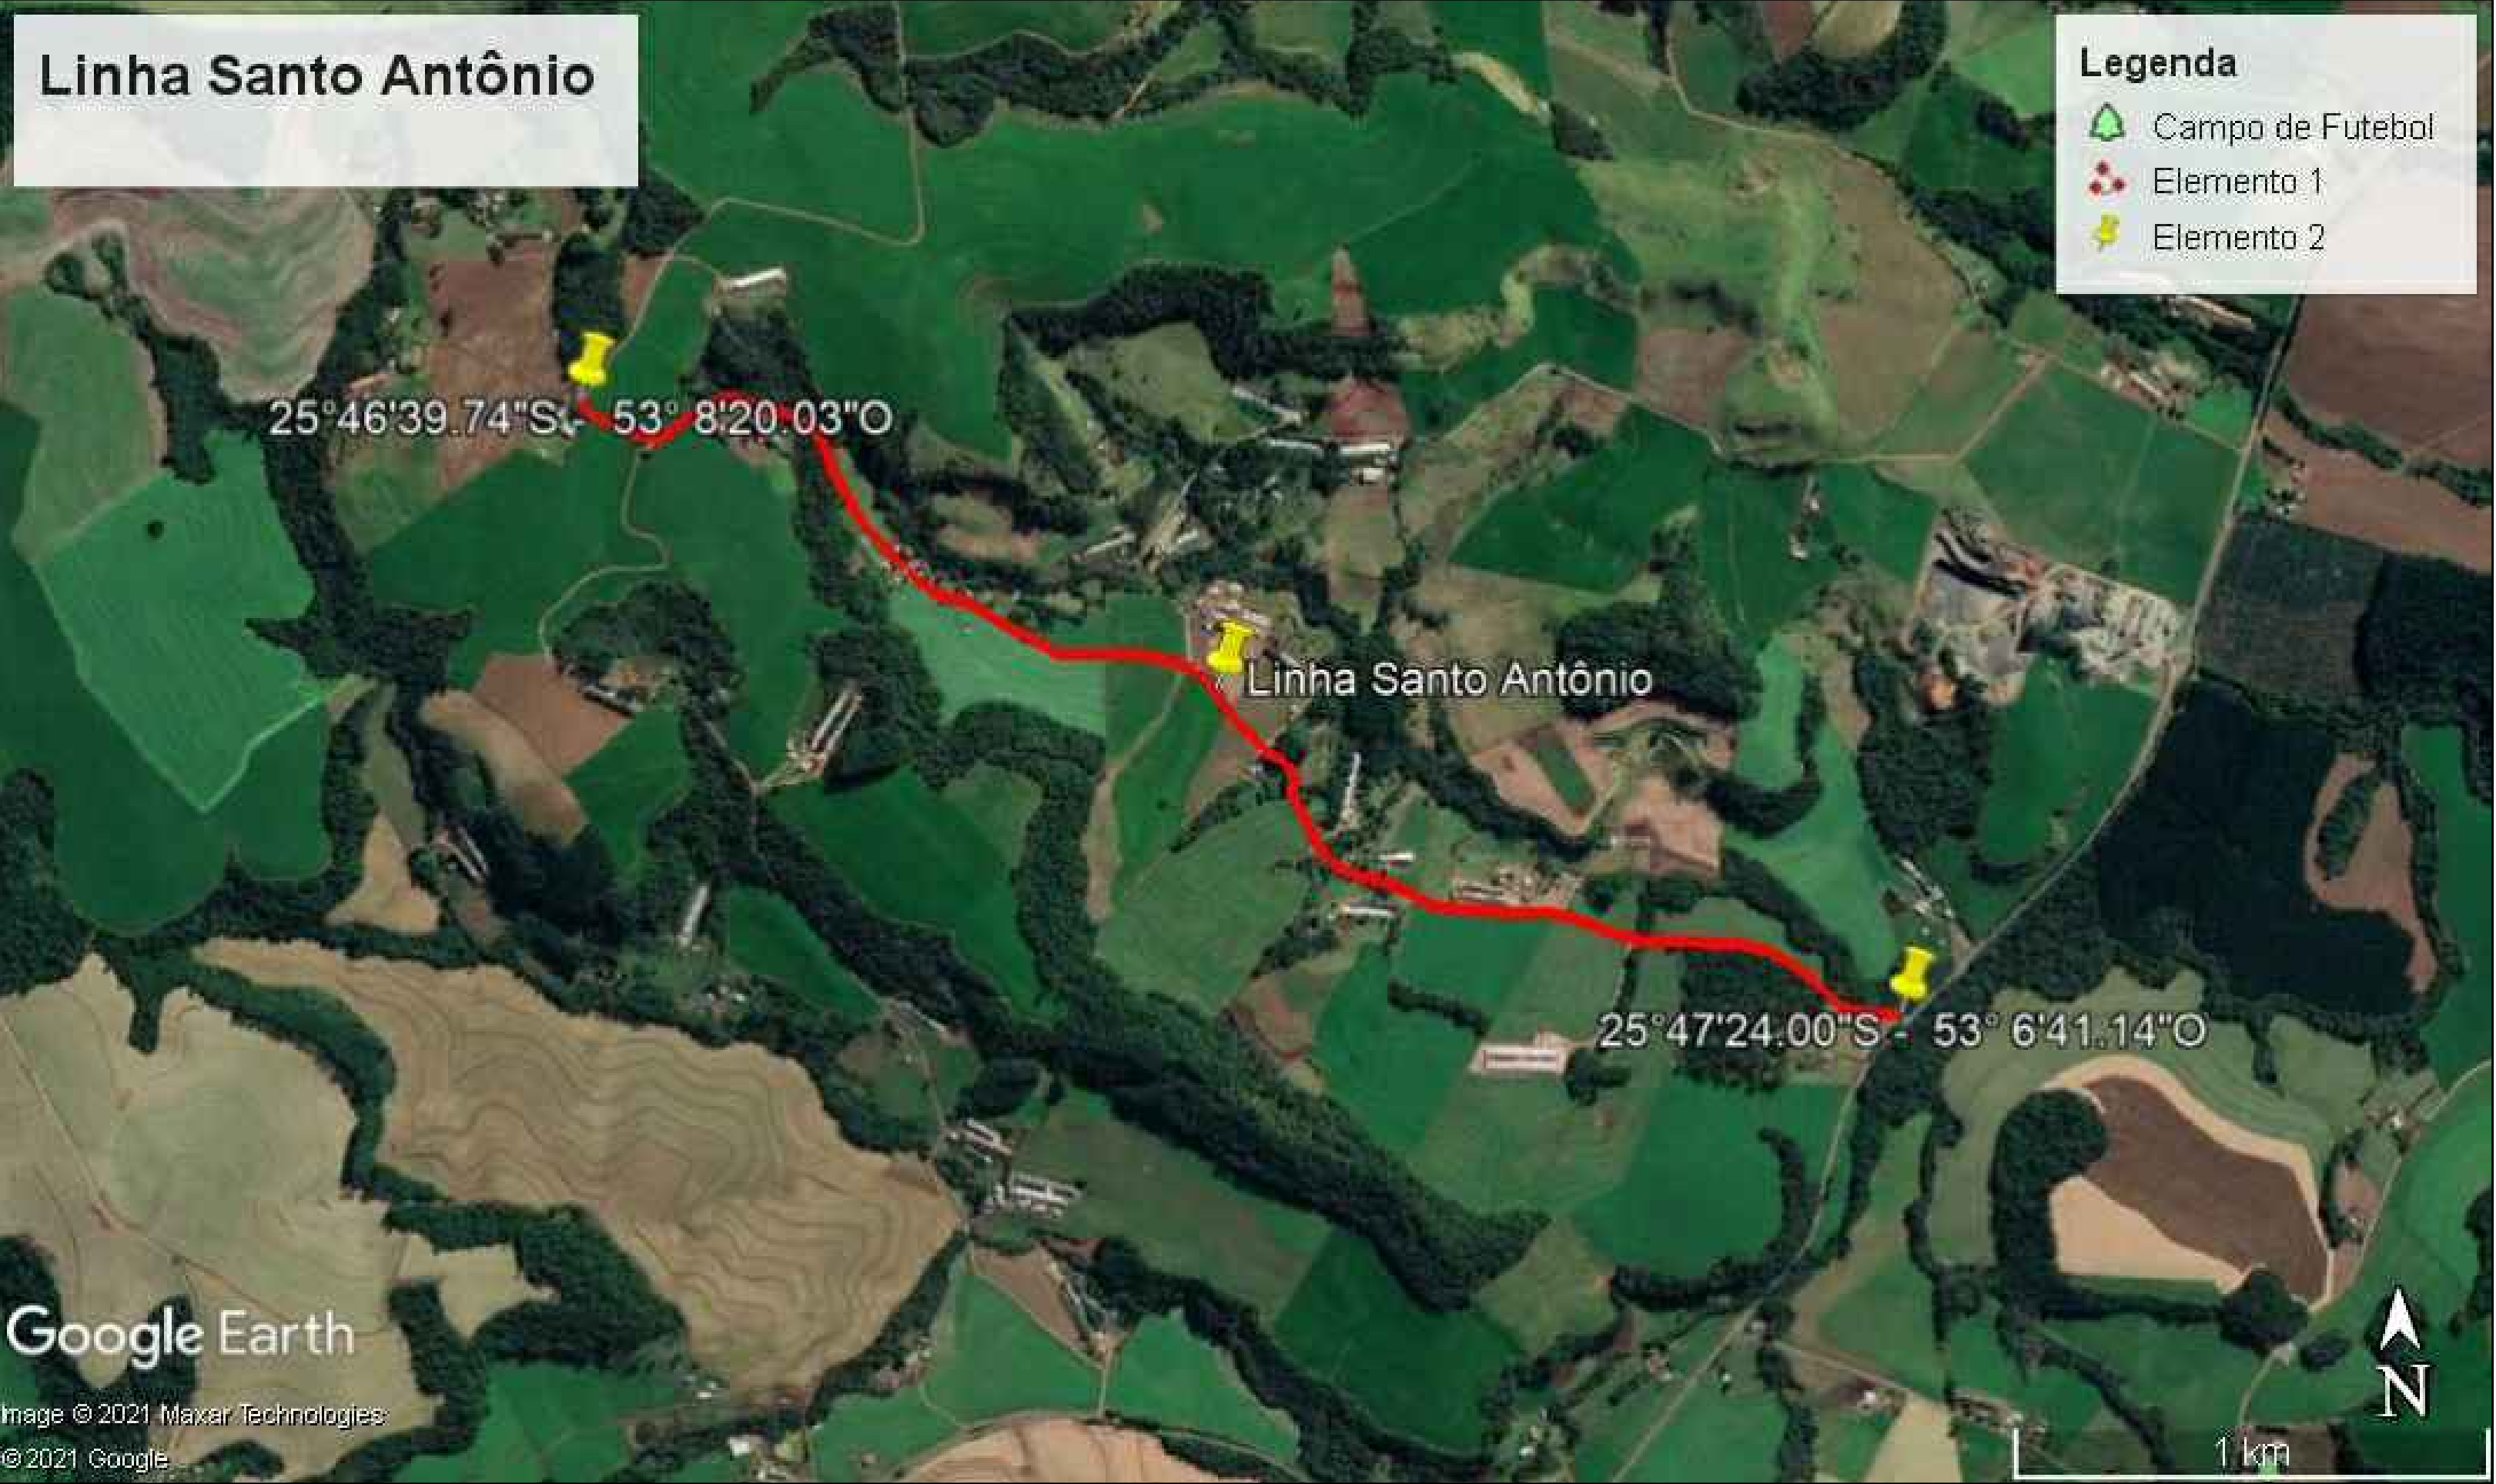 Linha Santo Antônio
Legenda
Campo de Futebol
Elemento 1
Elemento 2
25°46'39.74"S - 53° 8'20.03"O
Linha Santo Antônio
25°47'24.00"S - 53° 6'41.14"O
Google Earth
Image © 2021 Maxar Technologies
© 2021 Google
N
1 km